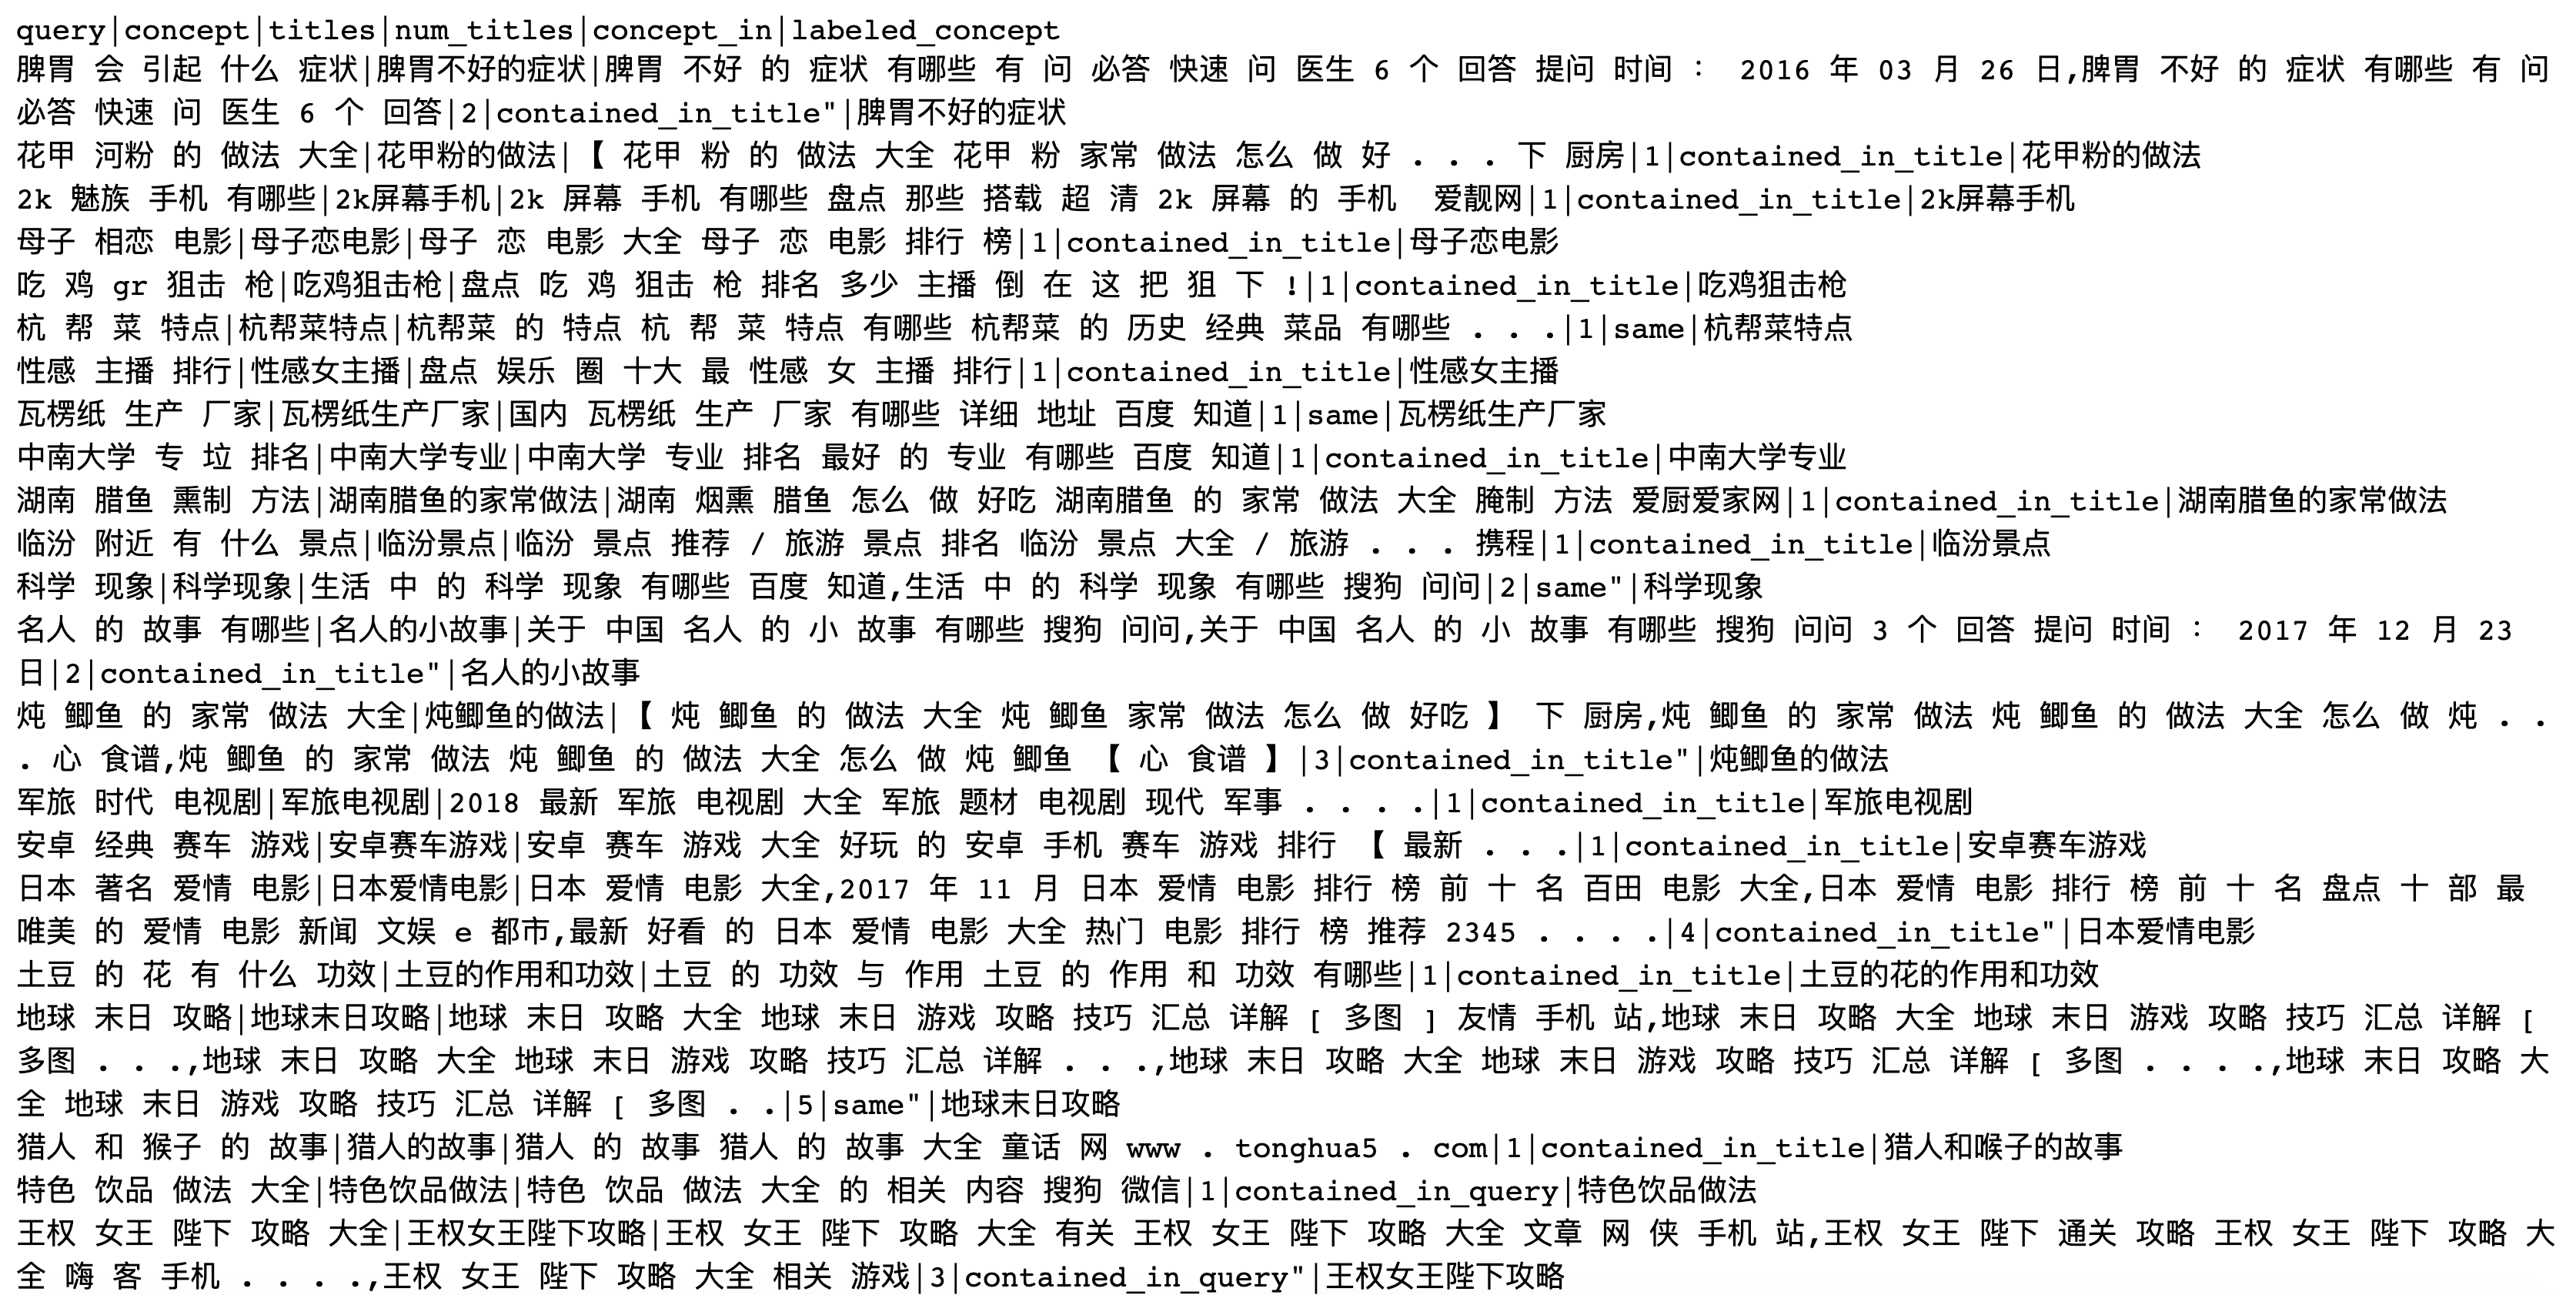 query|concept|titles|num_titles|concept_in|labeled_concept
脾胃 会 引起 什么 症状|脾胃不好的症状|脾胃 不好 的 症状 有哪些 有 问 必答 快速 问 医生 6 个 回答 提问 时间 : 2016 年 03 月 26 日,脾胃 不好 的 症状 有哪些 有 问
必答 快速 问 医生 6 个 回答|2|contained_in_title"|脾胃不好的症状
花甲 河粉 的 做法 大全|花甲粉的做法|【 花甲 粉 的 做法 大全 花甲 粉 家常 做法 怎么 做 好 . . . 下 厨房|1|contained_in_title|花甲粉的做法
2k 魅族 手机 有哪些|2k屏幕手机|2k 屏幕 手机 有哪些 盘点 那些 搭载 超 清 2k 屏幕 的 手机  爱靓网|1|contained_in_title|2k屏幕手机
母子 相恋 电影|母子恋电影|母子 恋 电影 大全 母子 恋 电影 排行 榜|1|contained_in_title|母子恋电影
吃 鸡 gr 狙击 枪|吃鸡狙击枪|盘点 吃 鸡 狙击 枪 排名 多少 主播 倒 在 这 把 狙 下 !|1|contained_in_title|吃鸡狙击枪
杭 帮 菜 特点|杭帮菜特点|杭帮菜 的 特点 杭 帮 菜 特点 有哪些 杭帮菜 的 历史 经典 菜品 有哪些 . . .|1|same|杭帮菜特点
性感 主播 排行|性感女主播|盘点 娱乐 圈 十大 最 性感 女 主播 排行|1|contained_in_title|性感女主播
瓦楞纸 生产 厂家|瓦楞纸生产厂家|国内 瓦楞纸 生产 厂家 有哪些 详细 地址 百度 知道|1|same|瓦楞纸生产厂家
中南大学 专 垃 排名|中南大学专业|中南大学 专业 排名 最好 的 专业 有哪些 百度 知道|1|contained_in_title|中南大学专业
湖南 腊鱼 熏制 方法|湖南腊鱼的家常做法|湖南 烟熏 腊鱼 怎么 做 好吃 湖南腊鱼 的 家常 做法 大全 腌制 方法 爱厨爱家网|1|contained_in_title|湖南腊鱼的家常做法
临汾 附近 有 什么 景点|临汾景点|临汾 景点 推荐 / 旅游 景点 排名 临汾 景点 大全 / 旅游 . . . 携程|1|contained_in_title|临汾景点
科学 现象|科学现象|生活 中 的 科学 现象 有哪些 百度 知道,生活 中 的 科学 现象 有哪些 搜狗 问问|2|same"|科学现象
名人 的 故事 有哪些|名人的小故事|关于 中国 名人 的 小 故事 有哪些 搜狗 问问,关于 中国 名人 的 小 故事 有哪些 搜狗 问问 3 个 回答 提问 时间 : 2017 年 12 月 23
日|2|contained_in_title"|名人的小故事
炖 鲫鱼 的 家常 做法 大全|炖鲫鱼的做法|【 炖 鲫鱼 的 做法 大全 炖 鲫鱼 家常 做法 怎么 做 好吃 】 下 厨房,炖 鲫鱼 的 家常 做法 炖 鲫鱼 的 做法 大全 怎么 做 炖 . .
. 心 食谱,炖 鲫鱼 的 家常 做法 炖 鲫鱼 的 做法 大全 怎么 做 炖 鲫鱼 【 心 食谱 】|3|contained_in_title"|炖鲫鱼的做法
军旅 时代 电视剧|军旅电视剧|2018 最新 军旅 电视剧 大全 军旅 题材 电视剧 现代 军事 . . . .|1|contained_in_title|军旅电视剧
安卓 经典 赛车 游戏|安卓赛车游戏|安卓 赛车 游戏 大全 好玩 的 安卓 手机 赛车 游戏 排行 【 最新 . . .|1|contained_in_title|安卓赛车游戏
日本 著名 爱情 电影|日本爱情电影|日本 爱情 电影 大全,2017 年 11 月 日本 爱情 电影 排行 榜 前 十 名 百田 电影 大全,日本 爱情 电影 排行 榜 前 十 名 盘点 十 部 最
唯美 的 爱情 电影 新闻 文娱 e 都市,最新 好看 的 日本 爱情 电影 大全 热门 电影 排行 榜 推荐 2345 . . . .|4|contained_in_title"|日本爱情电影
土豆 的 花 有 什么 功效|土豆的作用和功效|土豆 的 功效 与 作用 土豆 的 作用 和 功效 有哪些|1|contained_in_title|土豆的花的作用和功效
地球 末日 攻略|地球末日攻略|地球 末日 攻略 大全 地球 末日 游戏 攻略 技巧 汇总 详解 [ 多图 ] 友情 手机 站,地球 末日 攻略 大全 地球 末日 游戏 攻略 技巧 汇总 详解 [
多图 . . .,地球 末日 攻略 大全 地球 末日 游戏 攻略 技巧 汇总 详解 . . .,地球 末日 攻略 大全 地球 末日 游戏 攻略 技巧 汇总 详解 [ 多图 . . . .,地球 末日 攻略 大
全 地球 末日 游戏 攻略 技巧 汇总 详解 [ 多图 . .|5|same"|地球末日攻略
猎人 和 猴子 的 故事|猎人的故事|猎人 的 故事 猎人 的 故事 大全 童话 网 www . tonghua5 . com|1|contained_in_title|猎人和喉子的故事
特色 饮品 做法 大全|特色饮品做法|特色 饮品 做法 大全 的 相关 内容 搜狗 微信|1|contained_in_query|特色饮品做法
王权 女王 陛下 攻略 大全|王权女王陛下攻略|王权 女王 陛下 攻略 大全 有关 王权 女王 陛下 攻略 大全 文章 网 侠 手机 站,王权 女王 陛下 通关 攻略 王权 女王 陛下 攻略 大
全 嗨 客 手机 . . . .,王权 女王 陛下 攻略 大全 相关 游戏|3|contained_in_query"|王权女王陛下攻略